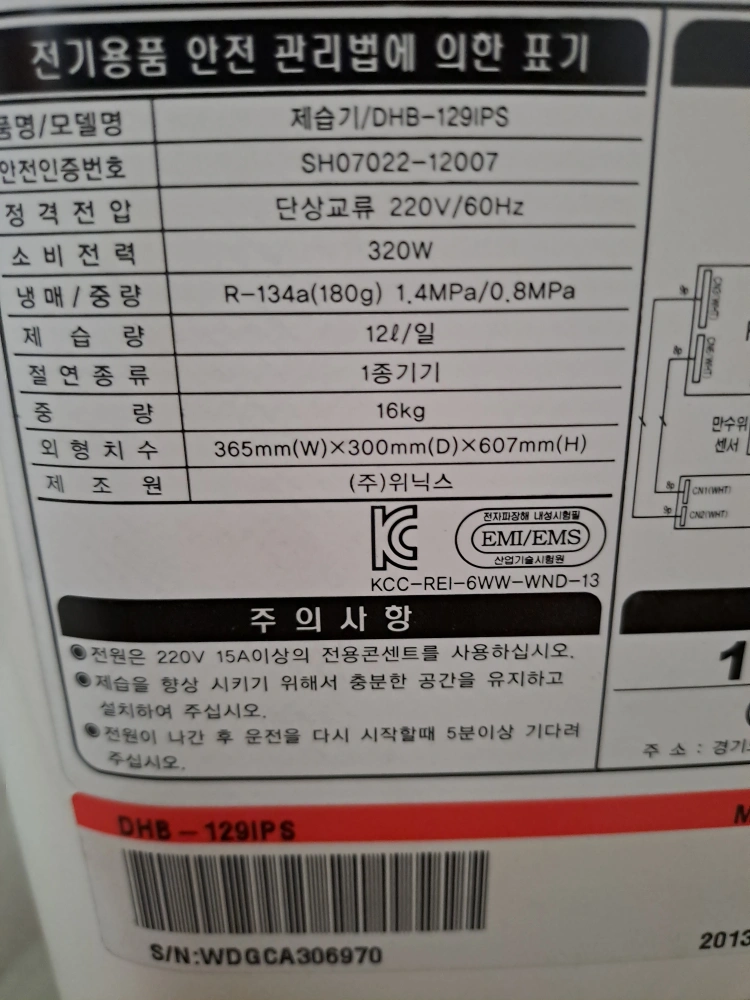 전기용품 안전 관리법에 의한 표기
품명/모델명 제습기/DHB-129IPS
안전인증번호 SH07022-12007
정격전압 단상교류 220V/60Hz
소비전력 320W
냉매/중량 R-134a(180g) 1.4MPa/0.8MPa
제습량 12ℓ/일
절연종류 1종기기
중량 16kg
외형치수 365mm(W)×300mm(D)×607mm(H)
제조원 (주)위닉스
전자파장해 내성시험필
EMI/EMS
산업기술시험원
KCC-REI-6WW-WND-13
주의사항
◉전원은 220V 15A이상의 전용콘센트를 사용하십시오.
◉제습을 향상 시키기 위해서 충분한 공간을 유지하고
설치하여 주십시오.
◉전원이 나간 후 운전을 다시 시작할때 5분이상 기다려
주십시오.
CN3(WHT)
만수위
센서
CN1(WHT)
CN2(WHT)
1
주소 : 경기
DHB-129IPS
M
S/N:WDGCA306970
2013